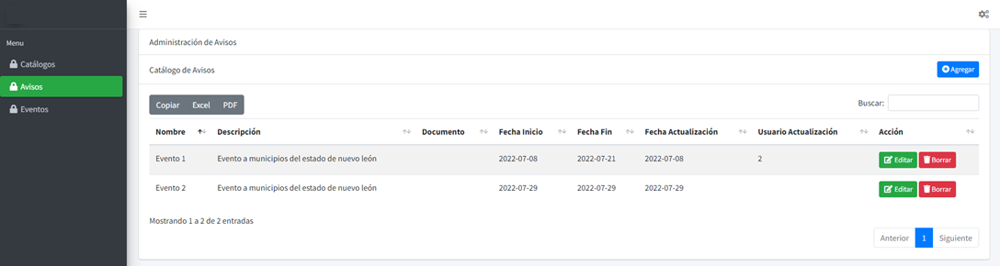 Menu
Catálogos
Avisos
Eventos
Administración de Avisos
Catálogo de Avisos
Agregar
Copiar Excel PDF
Buscar:
Nombre Descripción Documento Fecha Inicio Fecha Fin Fecha Actualización Usuario Actualización Acción
Evento 1 Evento a municipios del estado de nuevo león 2022-07-08 2022-07-21 2022-07-08 2 Editar Borrar
Evento 2 Evento a municipios del estado de nuevo león 2022-07-29 2022-07-29 2022-07-29 Editar Borrar
Mostrando 1 a 2 de 2 entradas
Anterior 1 Siguiente